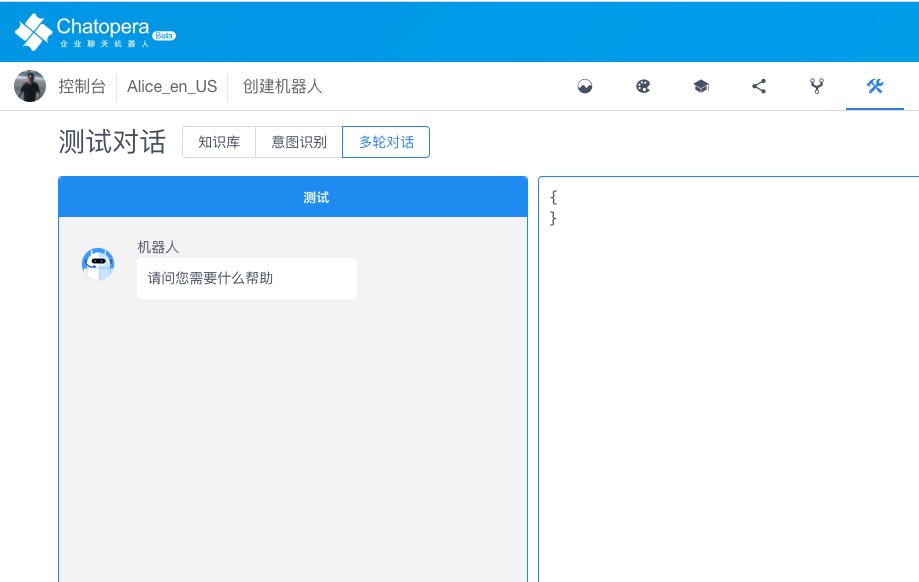 Chatopera Beta
企业聊天机器人
控制台 Alice_en_US 创建机器人
测试对话 知识库 意图识别 多轮对话
测试
{
}
机器人
请问您需要什么帮助